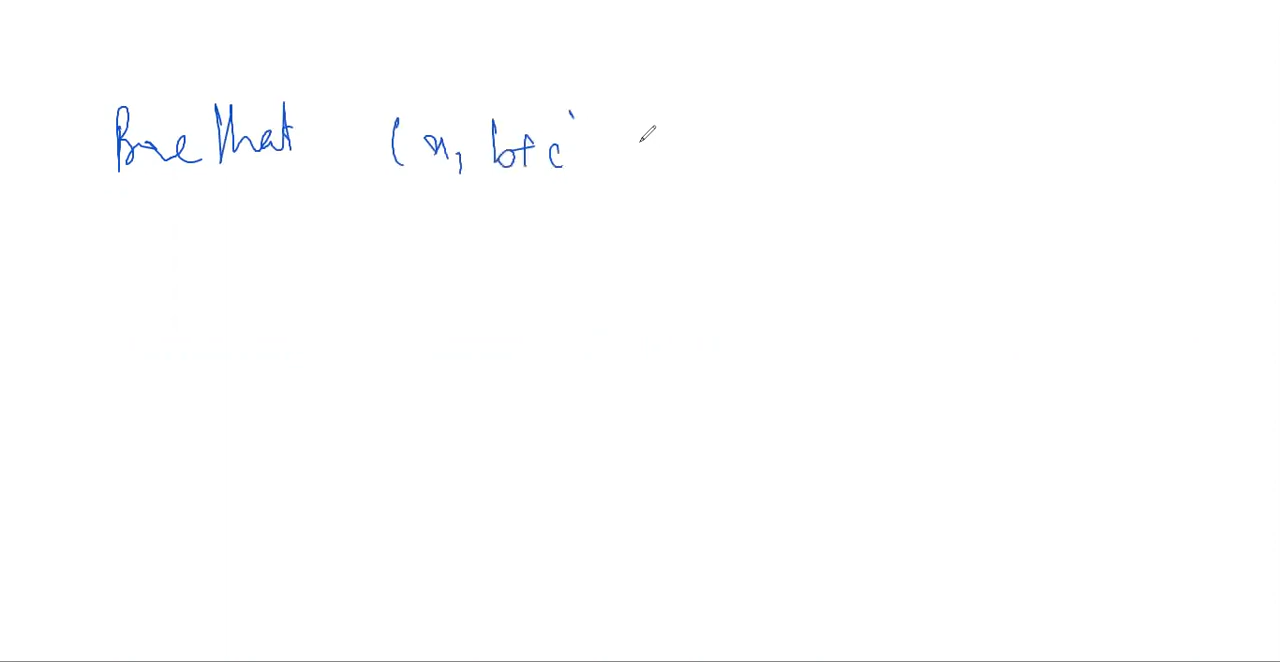 Prove that ( x, b+c